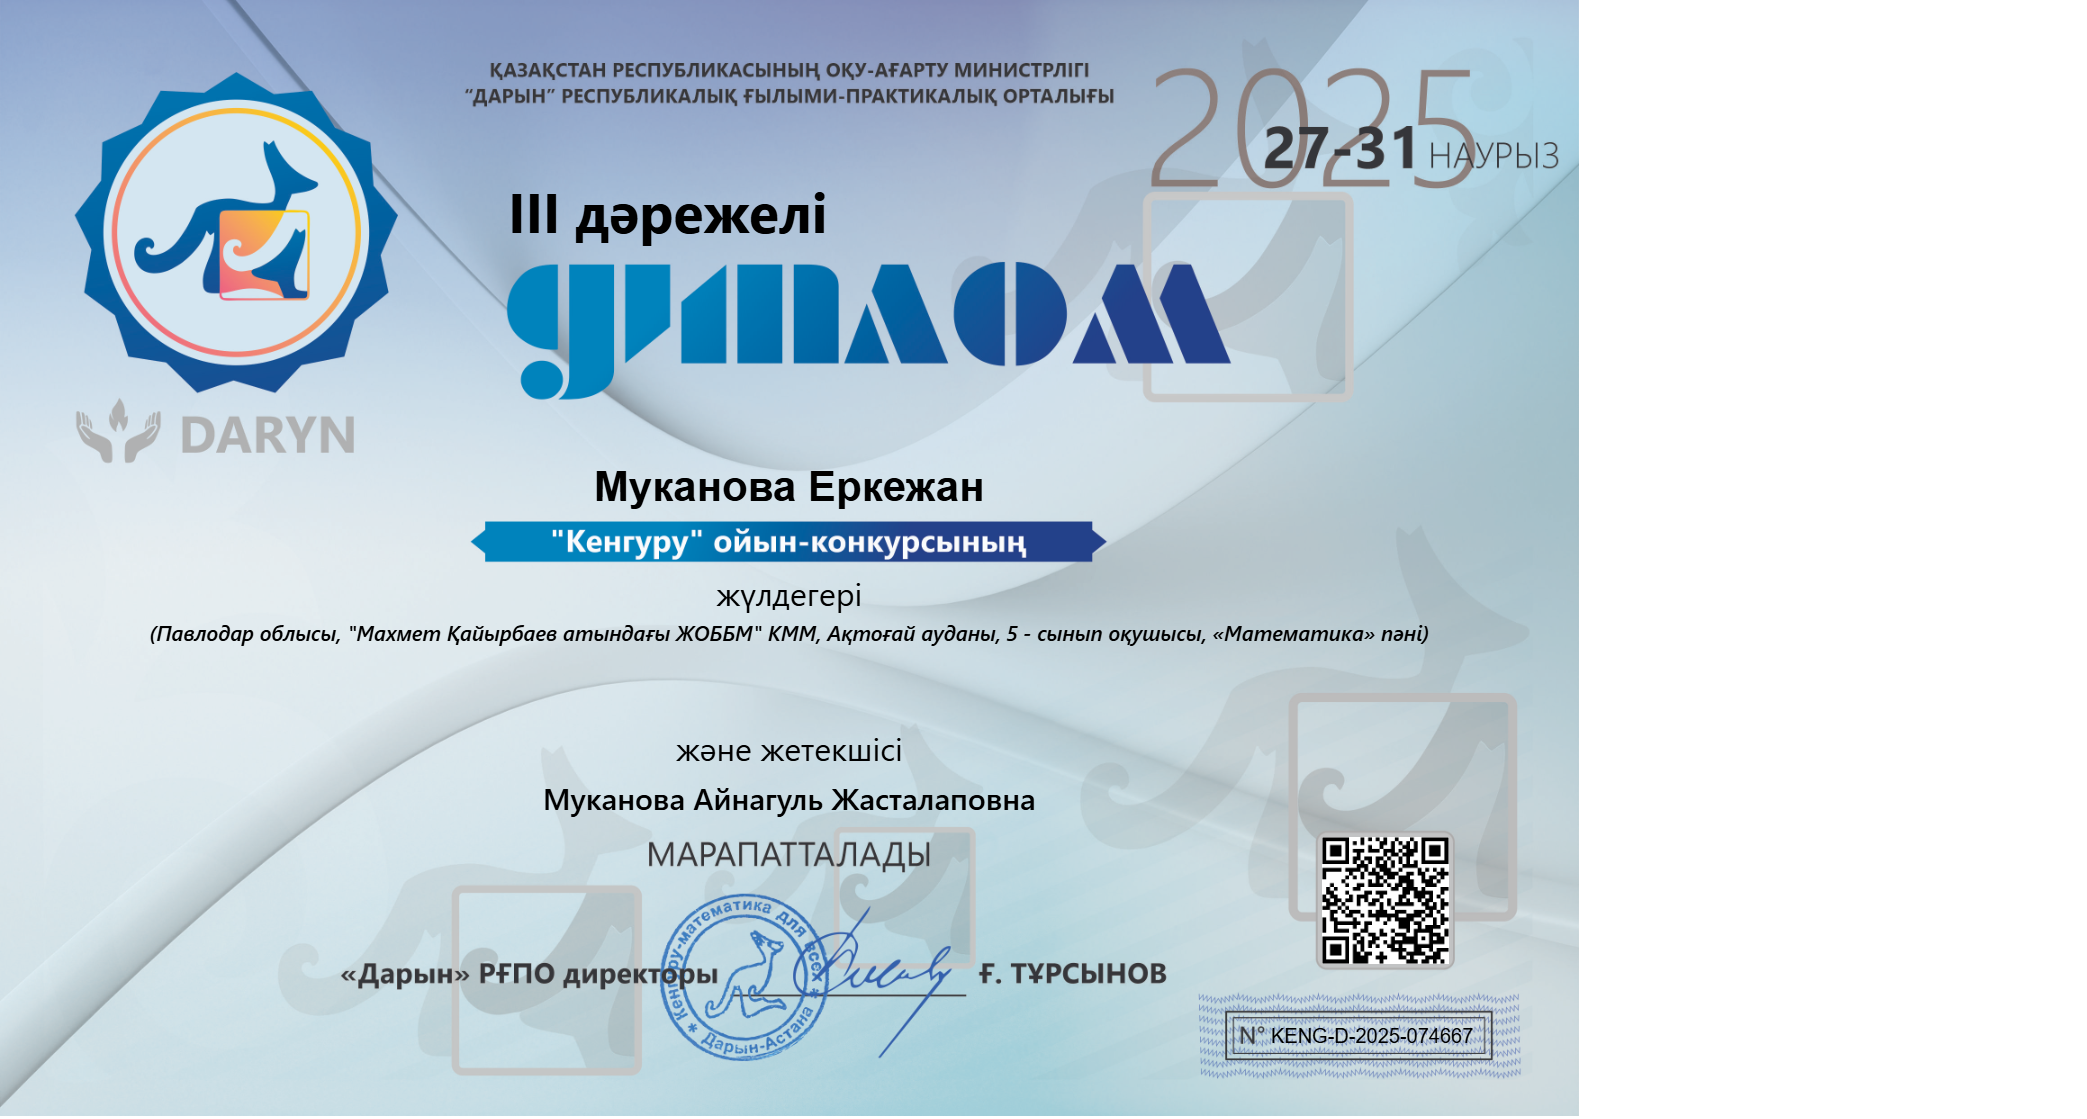 ҚАЗАҚСТАН РЕСПУБЛИКАСЫНЫҢ ОҚУ-АҒАРТУ МИНИСТРЛІГІ
“ДАРЫН” РЕСПУБЛИКАЛЫҚ ҒЫЛЫМИ-ПРАКТИКАЛЫҚ ОРТАЛЫҒЫ
2025
27-31 НАУРЫЗ
III дәрежелі
ДИПЛОМ
DARYN
Муканова Еркежан
"Кенгуру" ойын-конкурсының
жүлдегері
(Павлодар облысы, "Махмет Қайырбаев атындағы ЖОББМ" КММ, Ақтоғай ауданы, 5 - сынып оқушысы, «Математика» пәні)
және жетекшісі
Муканова Айнагуль Жасталаповна
МАРАПАТТАЛАДЫ
«Дарын» РҒПО директоры Ғ. ТҰРСЫНОВ
Кенгуру-математика для всех * Дарын-Астана *
N° KENG-D-2025-074667